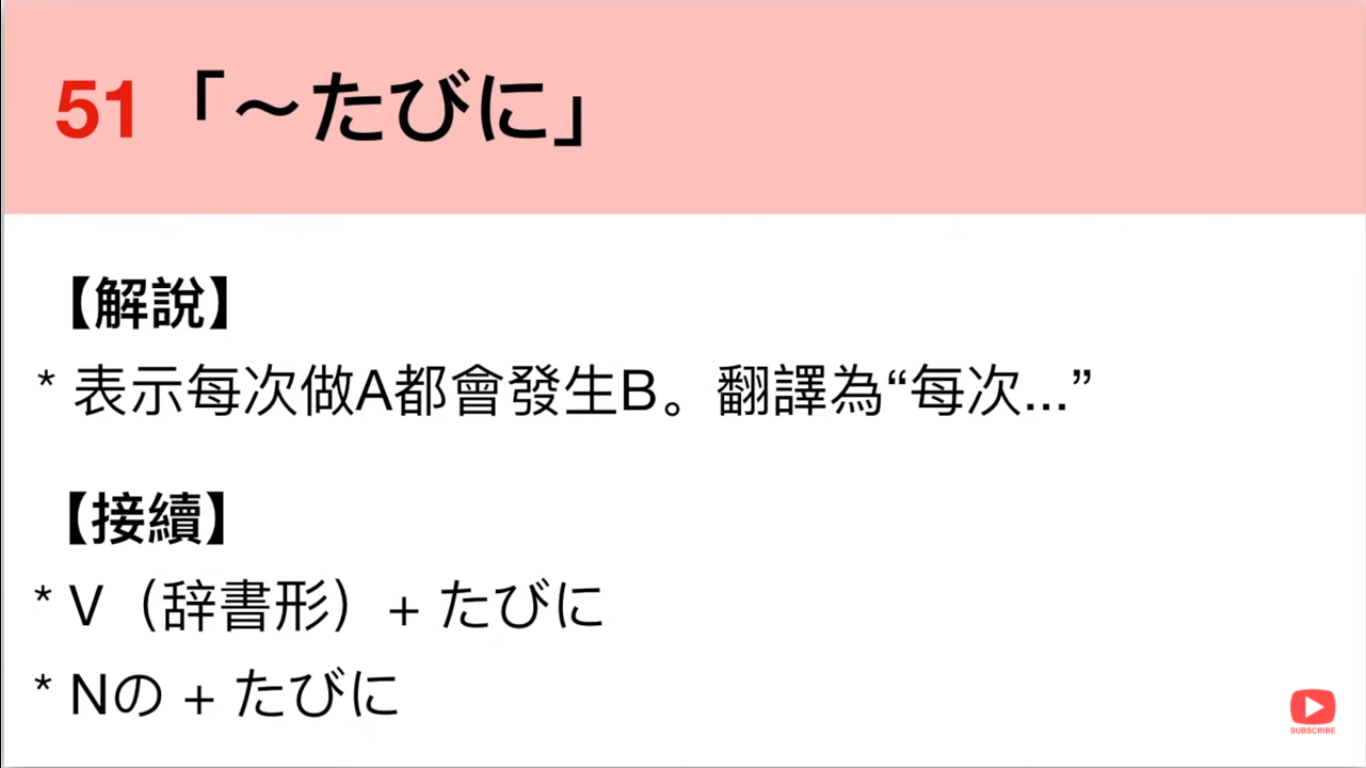 51「～たびに」
【解說】
* 表示每次做A都會發生B。翻譯為“每次...”
【接續】
* V（辞書形）+ たびに
* Nの + たびに
SUBSCRIBE